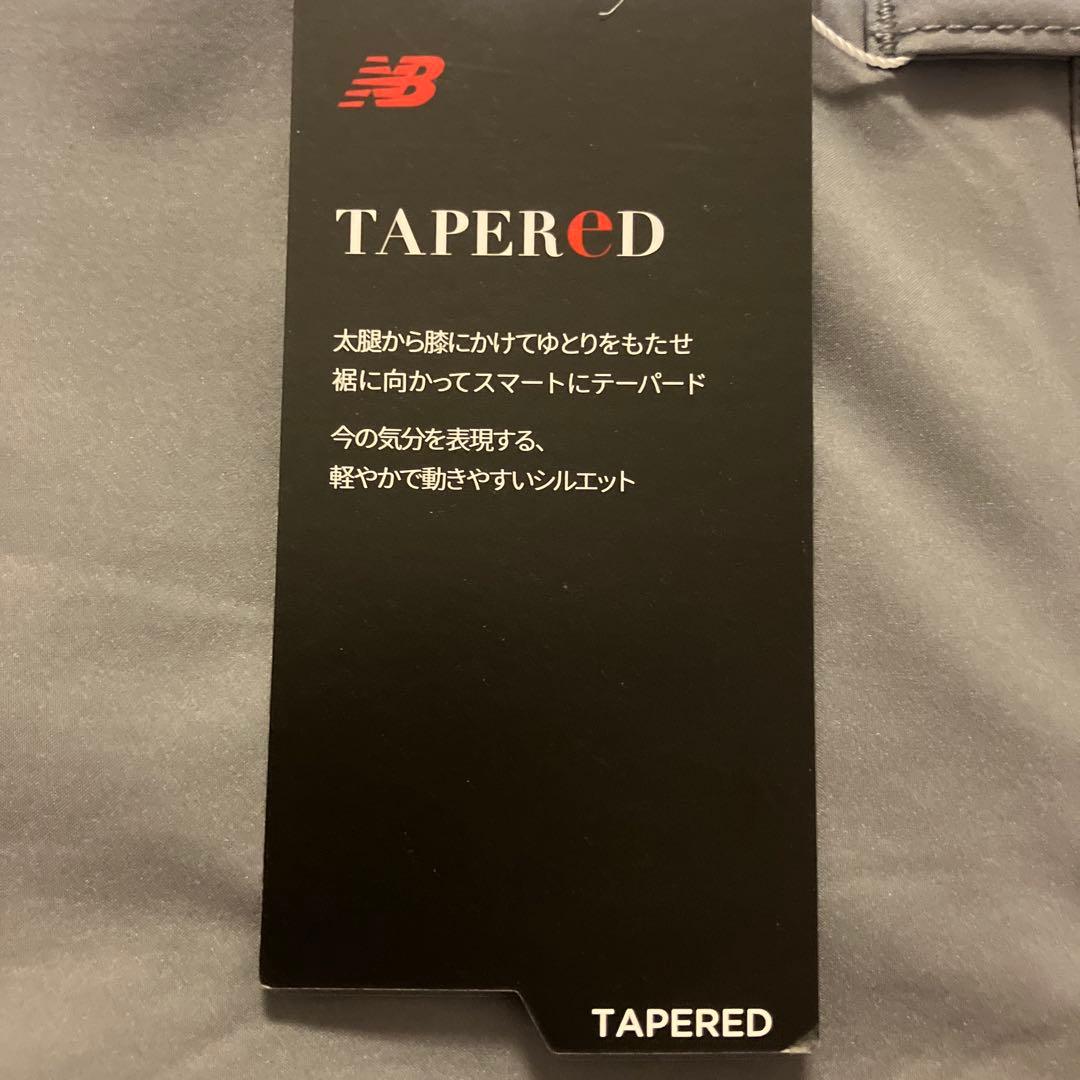 NB
TAPEReD
太腿から膝にかけてゆとりをもたせ
裾に向かってスマートにテーパード
今の気分を表現する、
軽やかで動きやすいシルエット
TAPERED